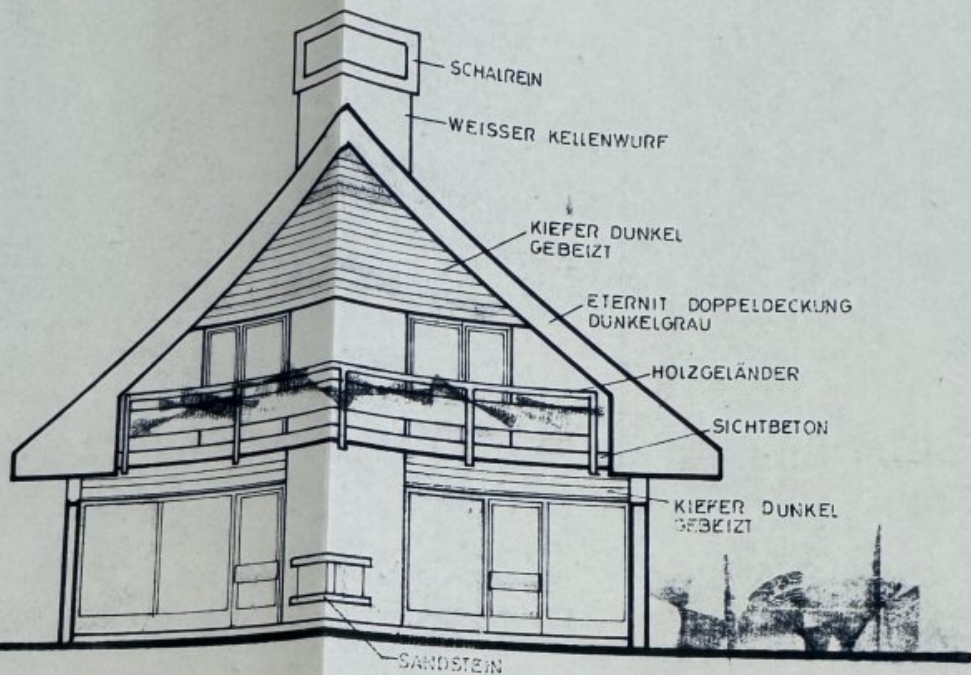 SCHALREIN
WEISSER KELLENWURF
KIEFER DUNKEL
GEBEIZT
ETERNIT DOPPELDECKUNG
DUNKELGRAU
HOLZGELÄNDER
SICHTBETON
KIEFER DUNKEL
GEBEIZT
SANDSTEIN